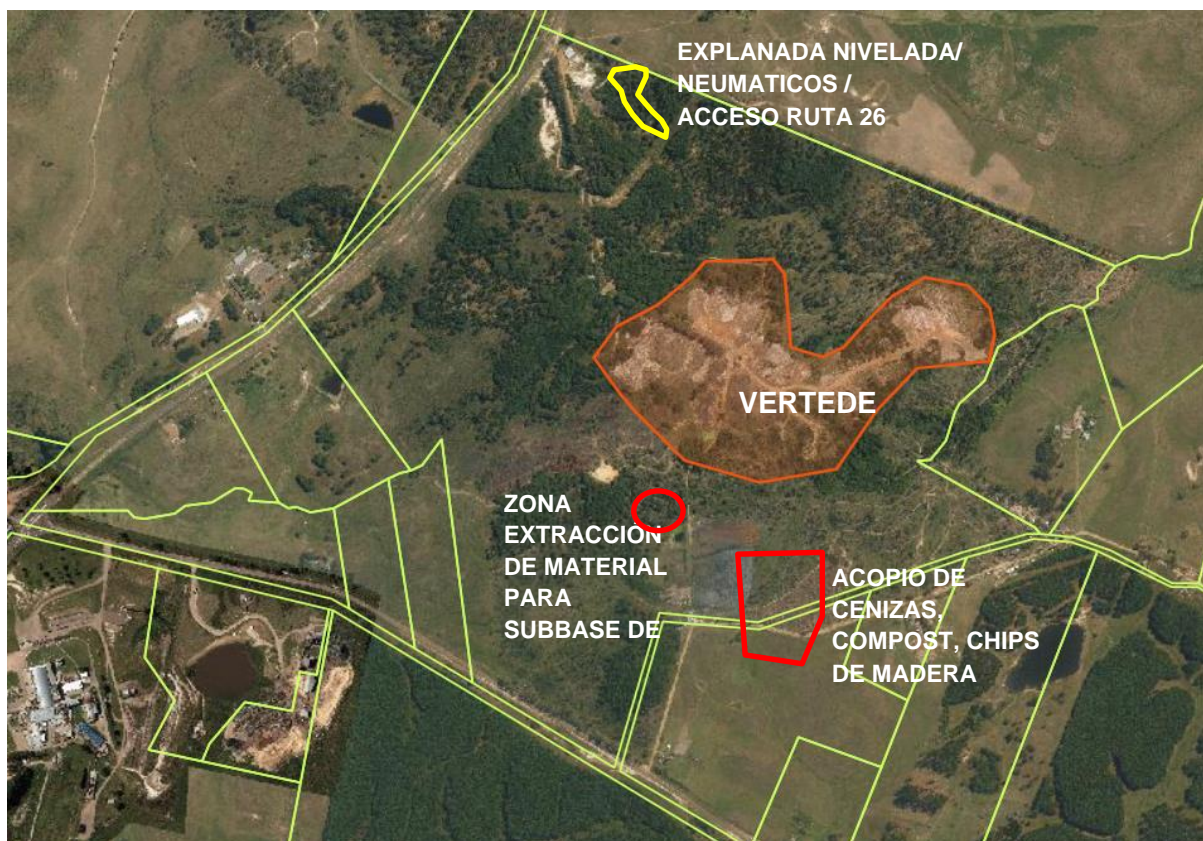 EXPLANADA NIVELADA/
NEUMATICOS /
ACCESO RUTA 26
VERTEDE
ZONA
EXTRACCIÓN
DE MATERIAL
PARA
SUBBASE DE
ACOPIO DE
CENIZAS,
COMPOST, CHIPS
DE MADERA